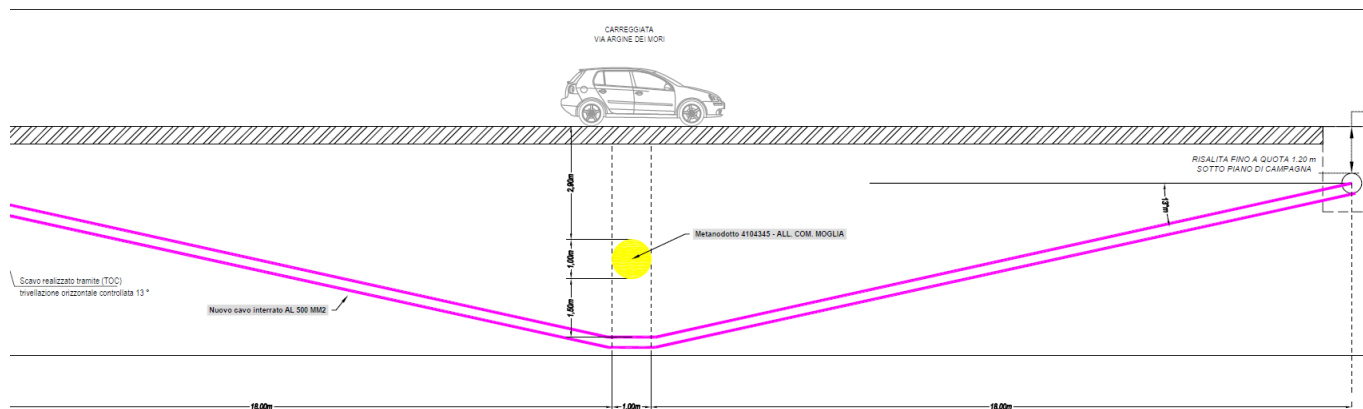 CARREGGIATA
VIA ARGINE DEI MORI
RISALITA FINO A QUOTA 1.20 m
SOTTO PIANO DI CAMPAGNA
2,90m
13°
Metanodotto 4104345 - ALL. COM. MOGLIA
1,00m
Scavo realizzato tramite (TOC)
trivellazione orizzontale controllata 13 °
Nuovo cavo interrato AL 500 MM2
1,50m
18.00m
1.00m
18.00m